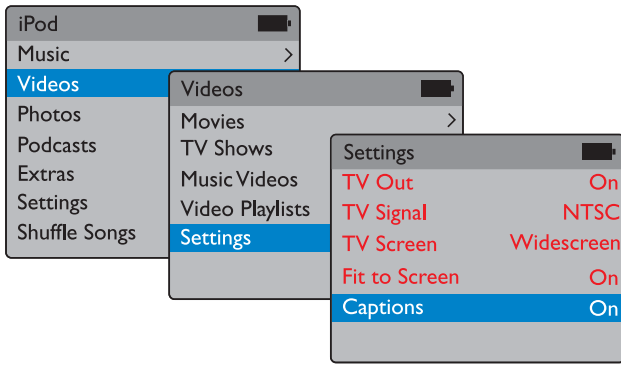 iPod
Music >
Videos
Photos
Podcasts
Extras
Settings
Shuffle Songs
Videos
Movies >
TV Shows
Music Videos
Video Playlists
Settings
Settings
TV Out On
TV Signal NTSC
TV Screen Widescreen
Fit to Screen On
Captions On